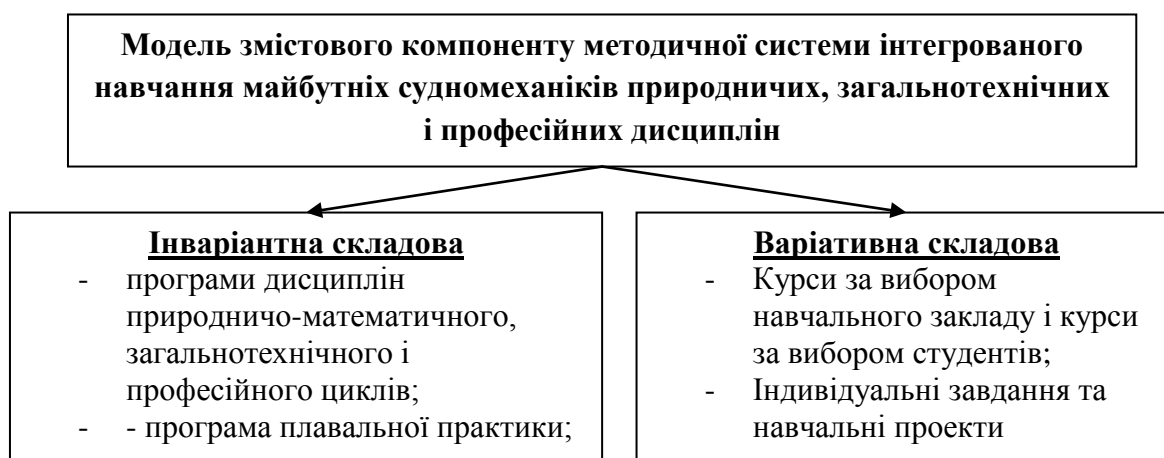 Модель змістового компоненту методичної системи інтегрованого
навчання майбутніх судномеханіків природничих, загальнотехнічних
і професійних дисциплін
Інваріантна складова
- програми дисциплін
природничо-математичного,
загальнотехнічного і
професійного циклів;
- - програма плавальної практики;
Варіативна складова
- Курси за вибором
навчального закладу і курси
за вибором студентів;
- Індивідуальні завдання та
навчальні проекти